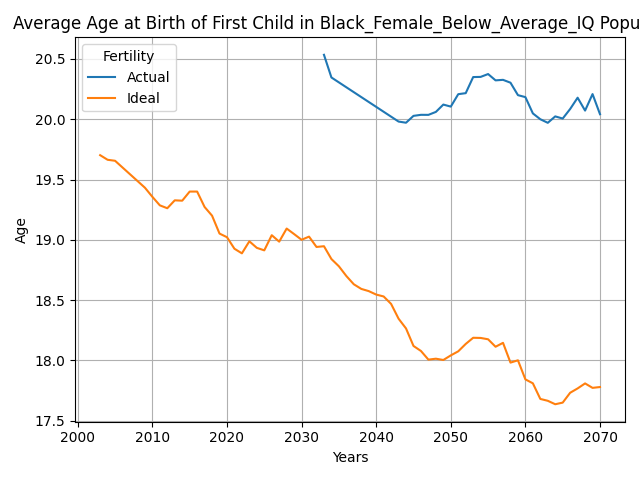 Average Age at Birth of First Child in Black_Female_Below_Average_IQ Popu
Fertility
Actual
Ideal
Age
20.5
20.0
19.5
19.0
18.5
18.0
17.5
2000 2010 2020 2030 2040 2050 2060 2070
Years